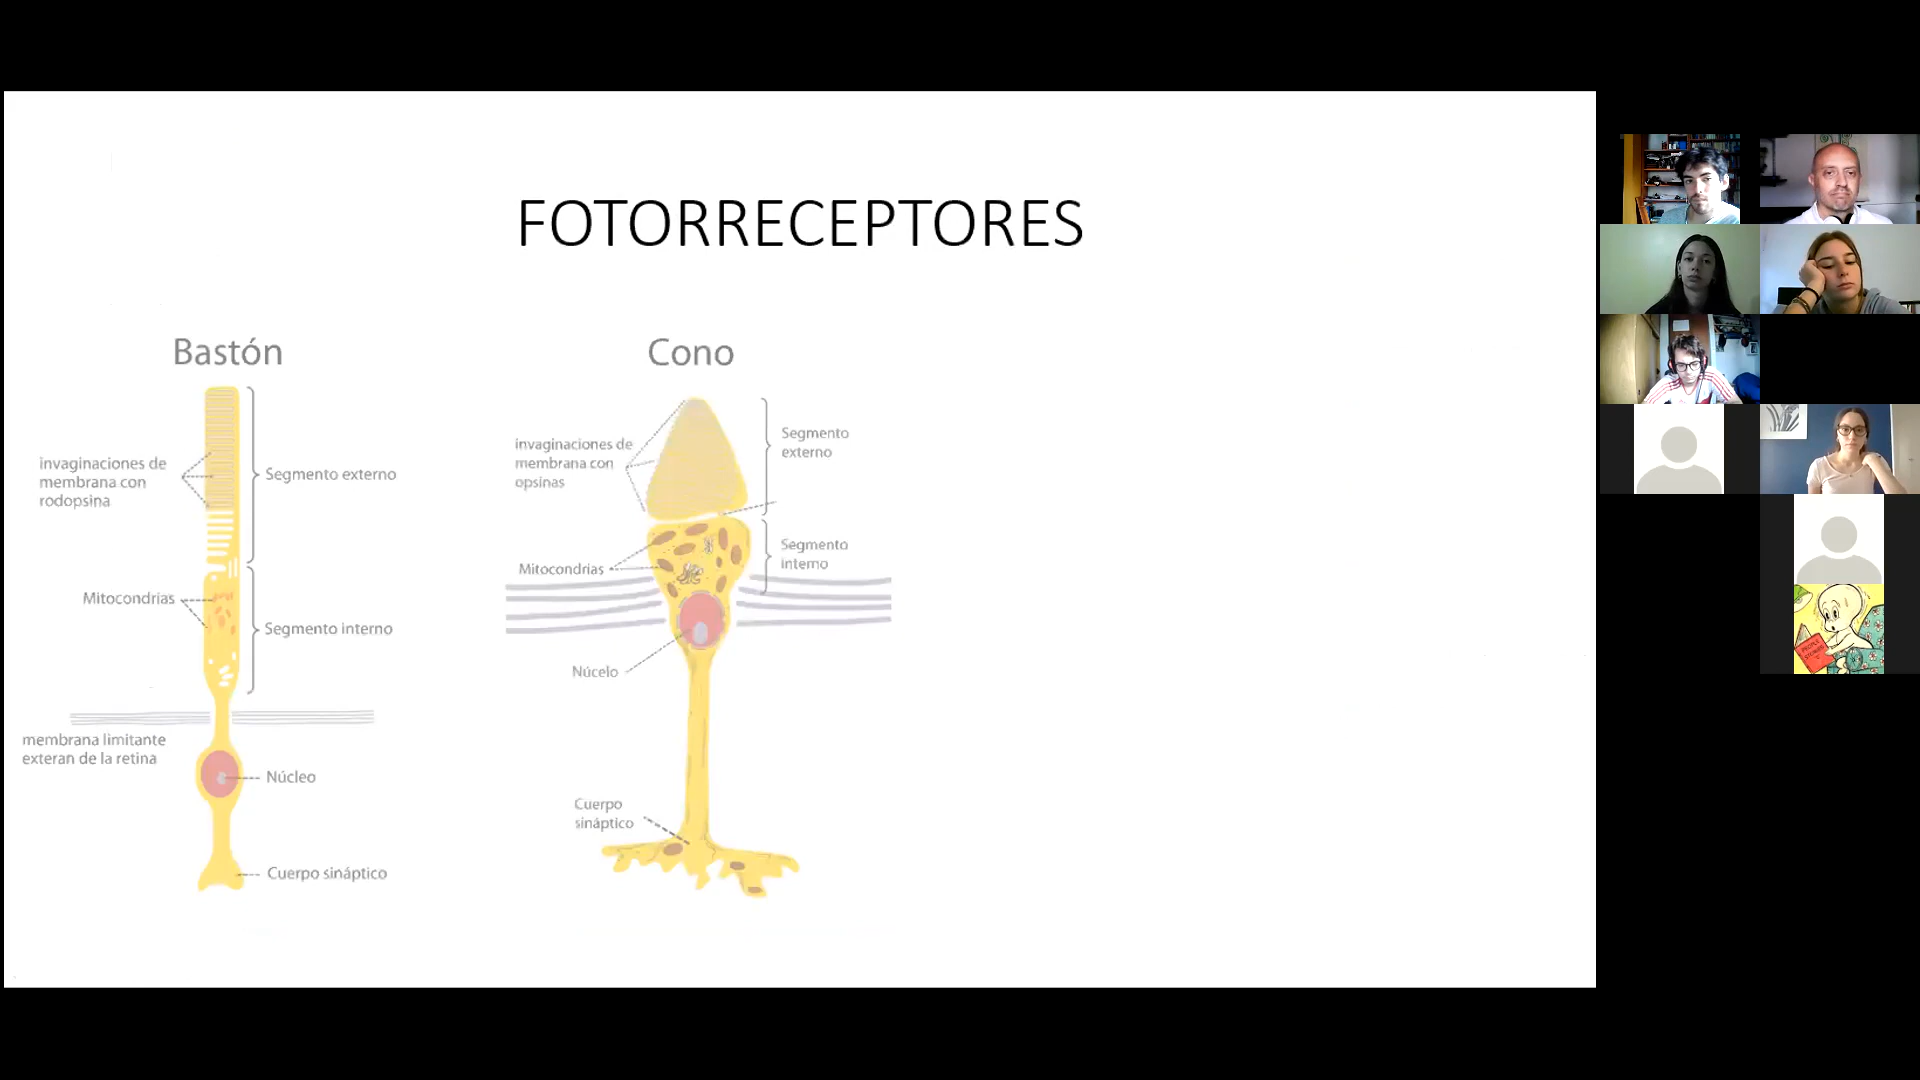 FOTORRECEPTORES
Bastón
invaginaciones de
membrana con
rodopsina
Segmento externo
Mitocondrias
Segmento interno
membrana limitante
exteran de la retina
Núcleo
Cuerpo sináptico
Cono
invaginaciones de
membrana con
opsinas
Segmento
externo
Mitocondrias
Segmento
interno
Núcelo
Cuerpo
sináptico